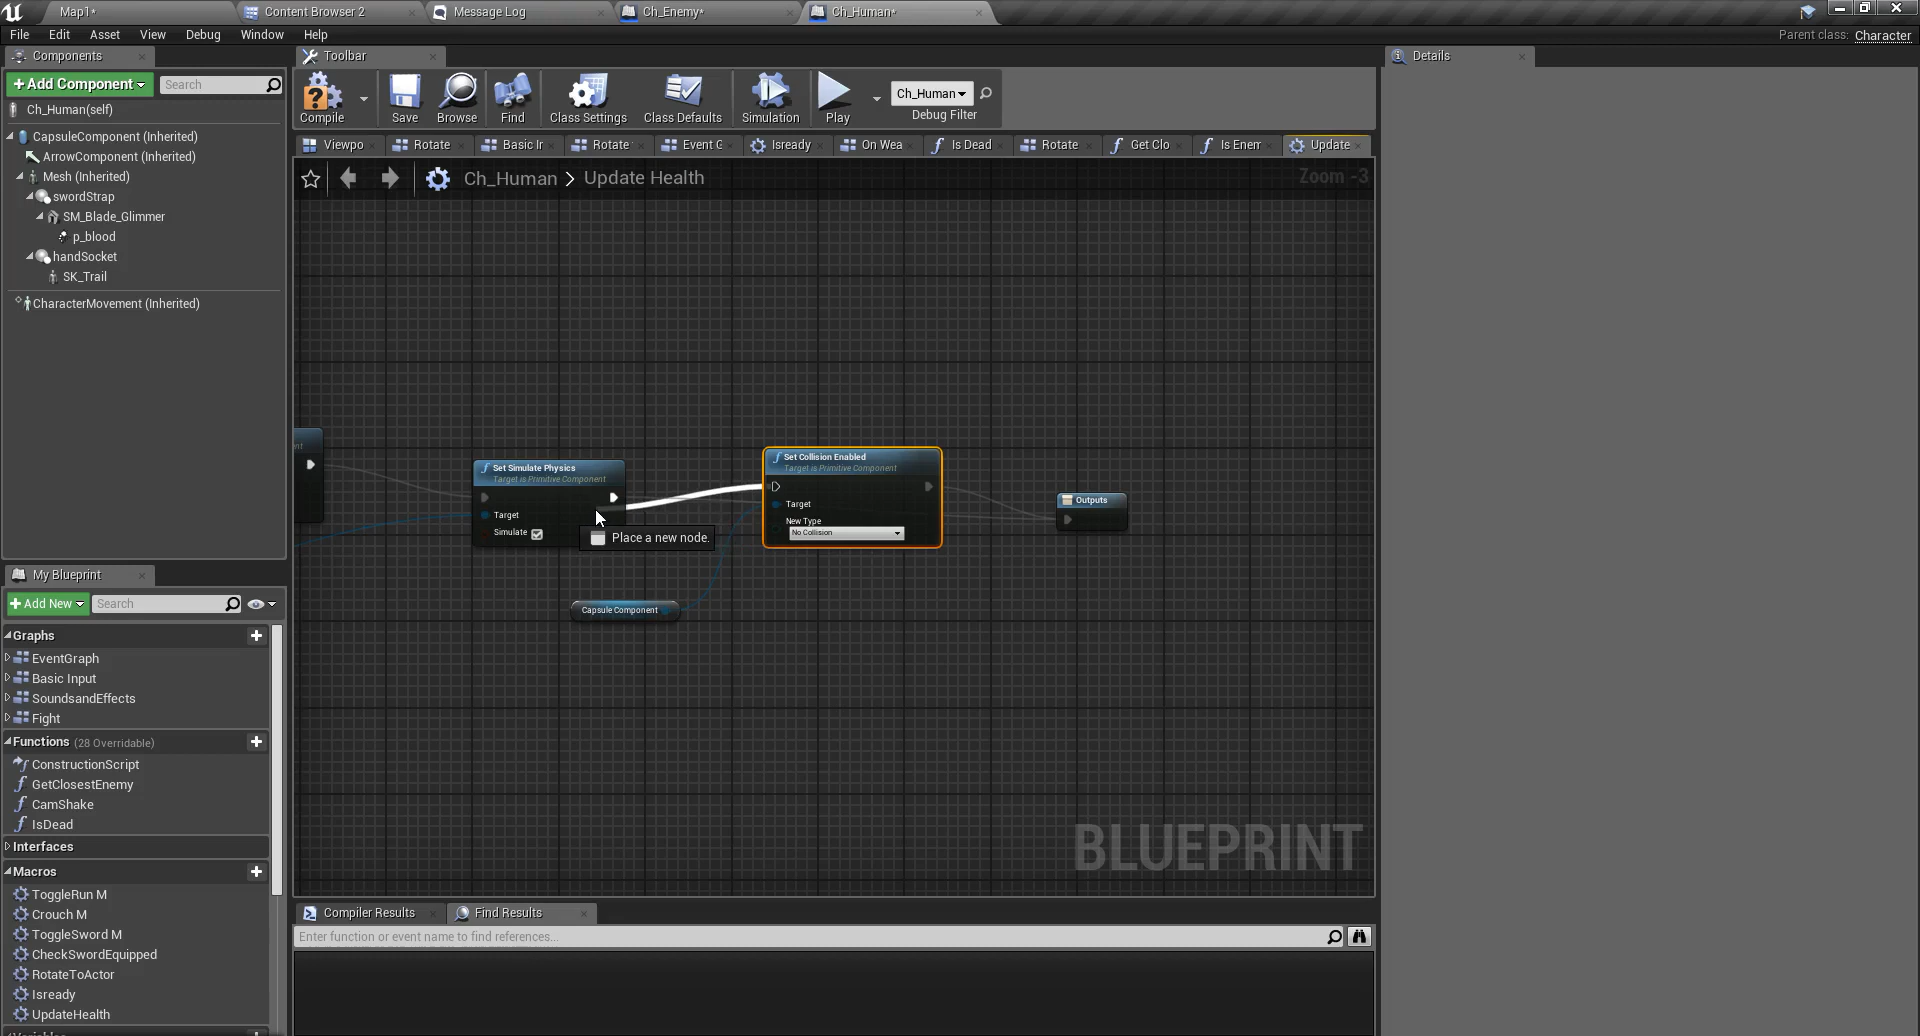 Map1*
Content Browser 2
Message Log
Ch_Enemy*
Ch_Human*
File Edit Asset View Debug Window Help
Parent class: Character
Components
Toolbar
Details
+ Add Component
Search
Ch_Human(self)
CapsuleComponent (Inherited)
ArrowComponent (Inherited)
Mesh (Inherited)
swordStrap
SM_Blade_Glimmer
p_blood
handSocket
SK_Trail
CharacterMovement (Inherited)
Compile
Save
Browse
Find
Class Settings
Class Defaults
Simulation
Play
Ch_Human
Debug Filter
Viewpo
Rotate
Basic Ir
Rotate
Event G
Isready
On Wea
Is Dead
Rotate
Get Clo
Is Enem
Update
Ch_Human > Update Health
Zoom -3
nt
Set Simulate Physics
Target is Primitive Component
Target
Simulate
Place a new node.
Set Collision Enabled
Target is Primitive Component
Target
New Type
No Collision
Outputs
Capsule Component
BLUEPRINT
My Blueprint
+ Add New
Search
Graphs
EventGraph
Basic Input
SoundsandEffects
Fight
Functions (28 Overridable)
ConstructionScript
GetClosestEnemy
CamShake
IsDead
Interfaces
Macros
ToggleRun M
Crouch M
ToggleSword M
CheckSwordEquipped
RotateToActor
Isready
UpdateHealth
Variables
Compiler Results
Find Results
Enter function or event name to find references...